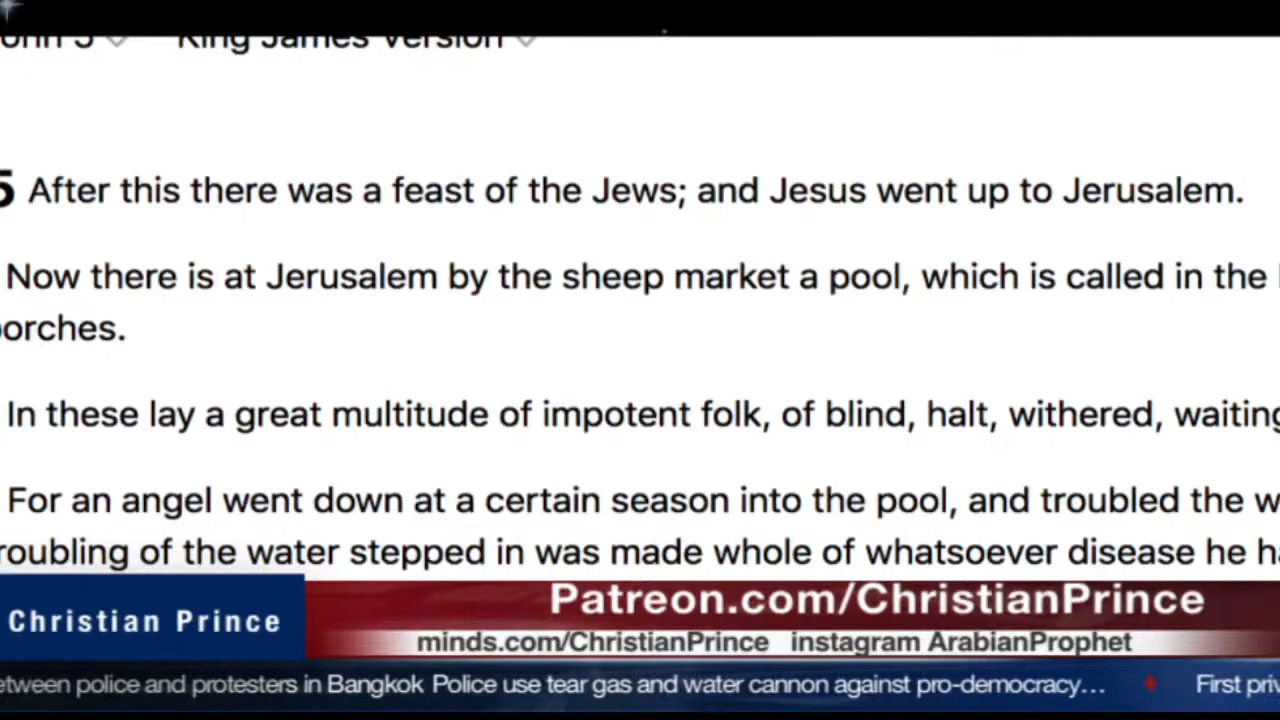 John 5 King James Version
5 After this there was a feast of the Jews; and Jesus went up to Jerusalem.
Now there is at Jerusalem by the sheep market a pool, which is called in the
porches.
In these lay a great multitude of impotent folk, of blind, halt, withered, waiting
For an angel went down at a certain season into the pool, and troubled the w
roubling of the water stepped in was made whole of whatsoever disease he ha
Patreon.com/ChristianPrince
Christian Prince
minds.com/ChristianPrince instagram ArabianProphet
etween police and protesters in Bangkok Police use tear gas and water cannon against pro-democracy... First priv